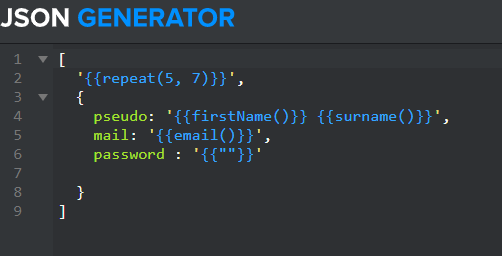 JSON GENERATOR
1 [
2 '{{repeat(5, 7)}}',
3 {
4 pseudo: '{{firstName()}} {{surname()}}',
5 mail: '{{email()}}',
6 password : '{{""}}'
7
8 }
9 ]